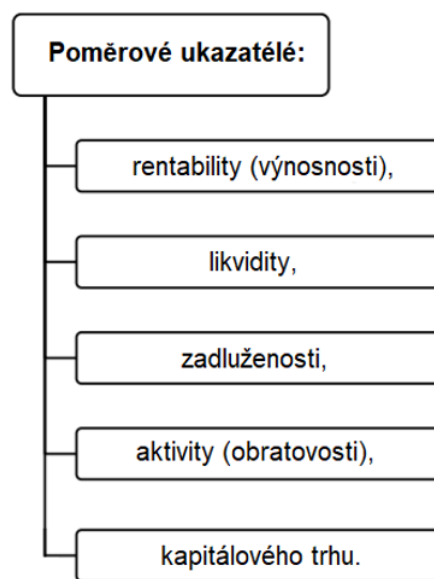 Poměrové ukazatélé:
rentability (výnosnosti),
likvidity,
zadluženosti,
aktivity (obratovosti),
kapitálového trhu.